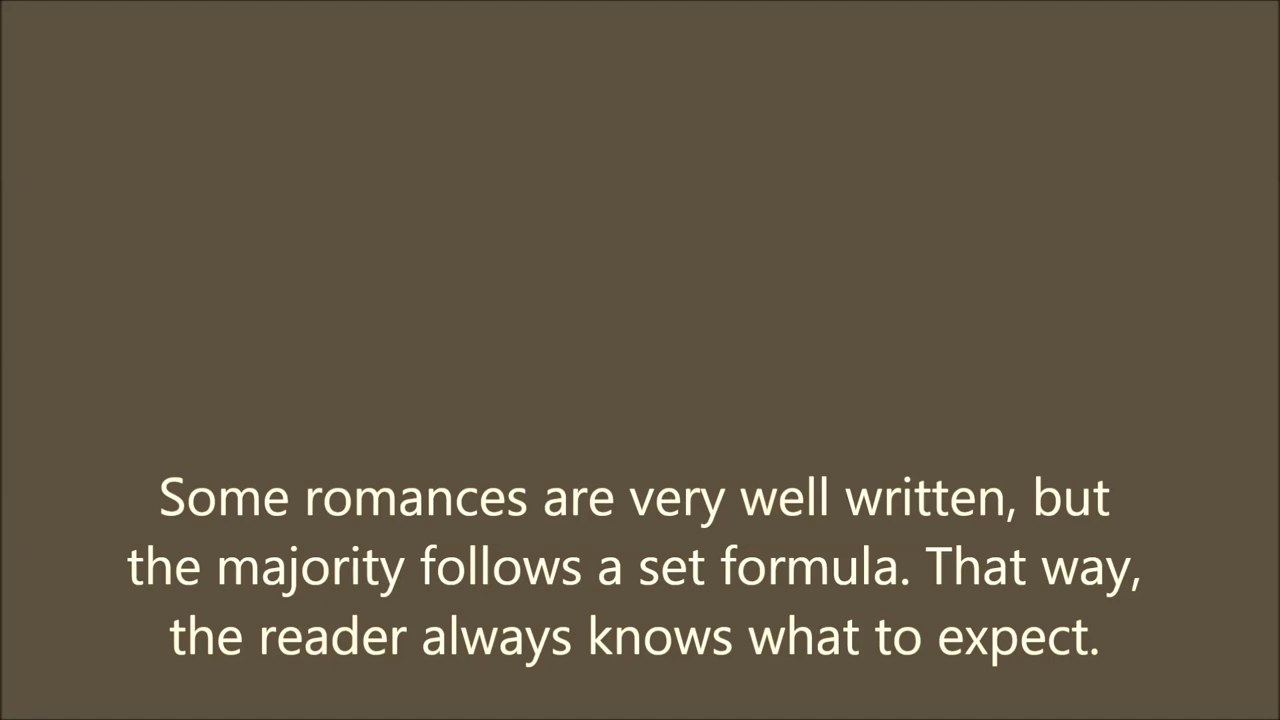 Some romances are very well written, but
the majority follows a set formula. That way,
the reader always knows what to expect.